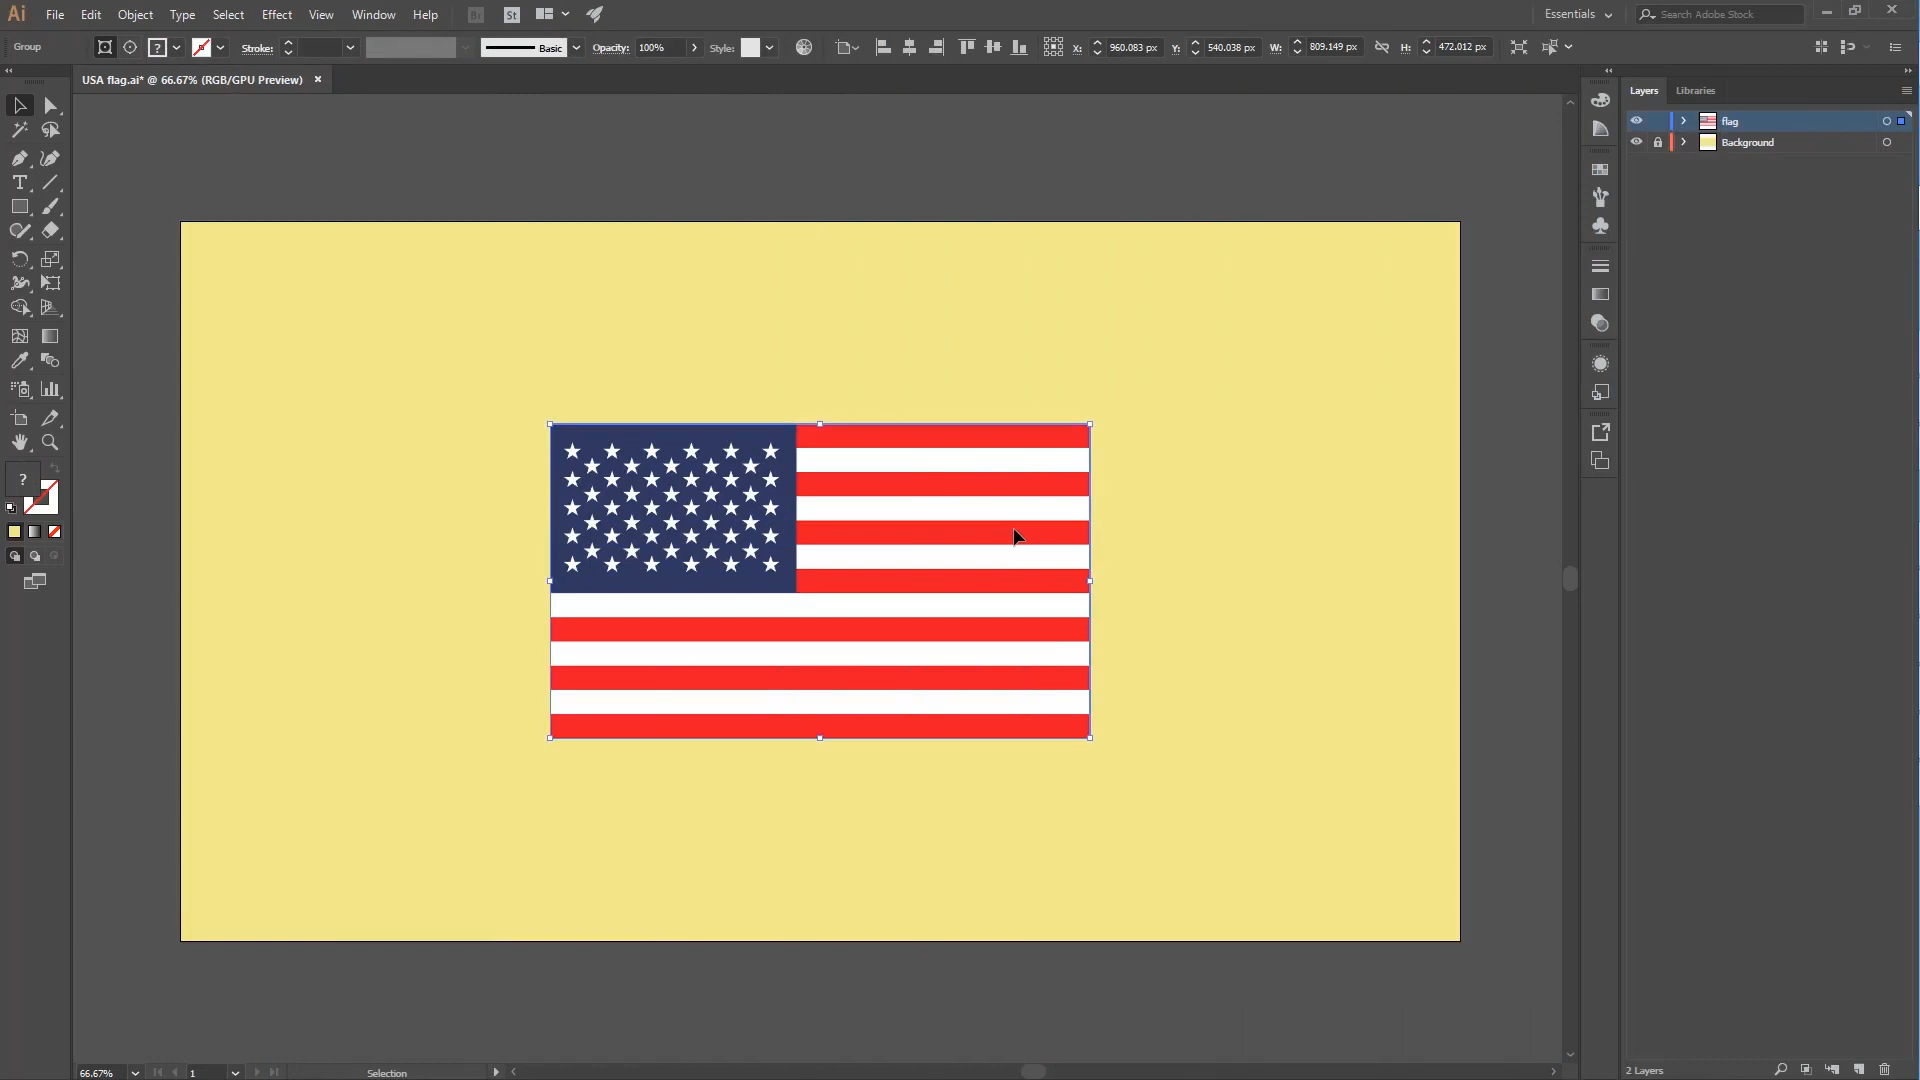 Ai File Edit Object Type Select Effect View Window Help Br St Essentials Search Adobe Stock
Group ? Stroke: Basic Opacity: 100% Style: X: 960.083 px Y: 540.038 px W: 809.149 px H: 472.012 px
USA flag.ai* @ 66.67% (RGB/GPU Preview) ×
Layers Libraries
flag
Background
T
?
66.67% 1 Selection
2 Layers